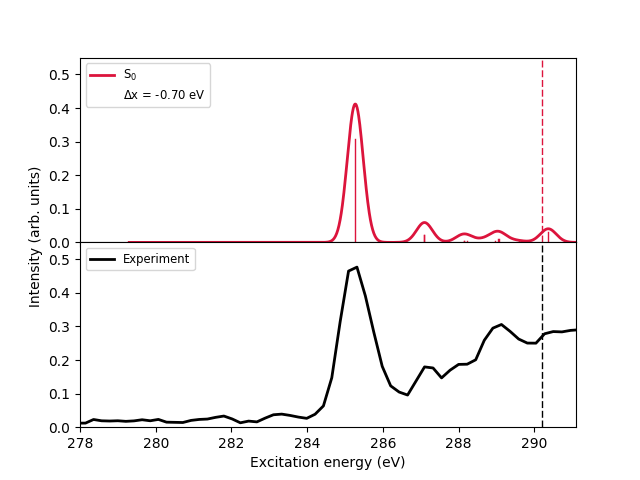 0.5
0.4
0.3
0.2
0.1
0.0
S₀
Δx = -0.70 eV
Intensity (arb. units)
0.5
0.4
0.3
0.2
0.1
0.0
Experiment
278 280 282 284 286 288 290
Excitation energy (eV)